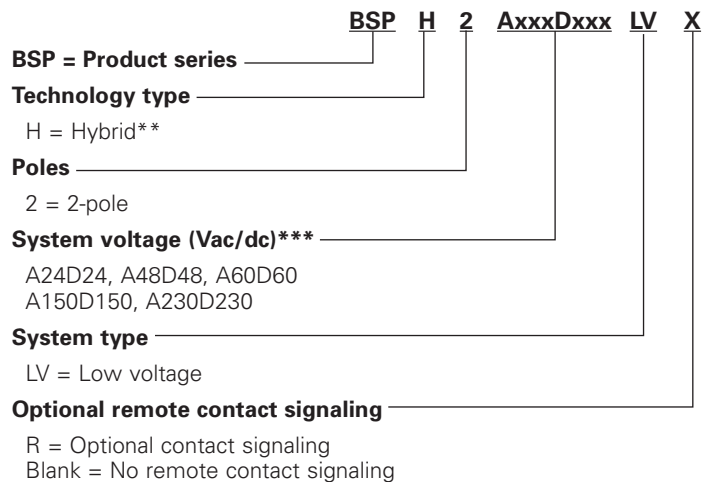 BSP H 2 AxxxDxxx LV X
BSP = Product series
Technology type
H = Hybrid**
Poles
2 = 2-pole
System voltage (Vac/dc)***
A24D24, A48D48, A60D60
A150D150, A230D230
System type
LV = Low voltage
Optional remote contact signaling
R = Optional contact signaling
Blank = No remote contact signaling